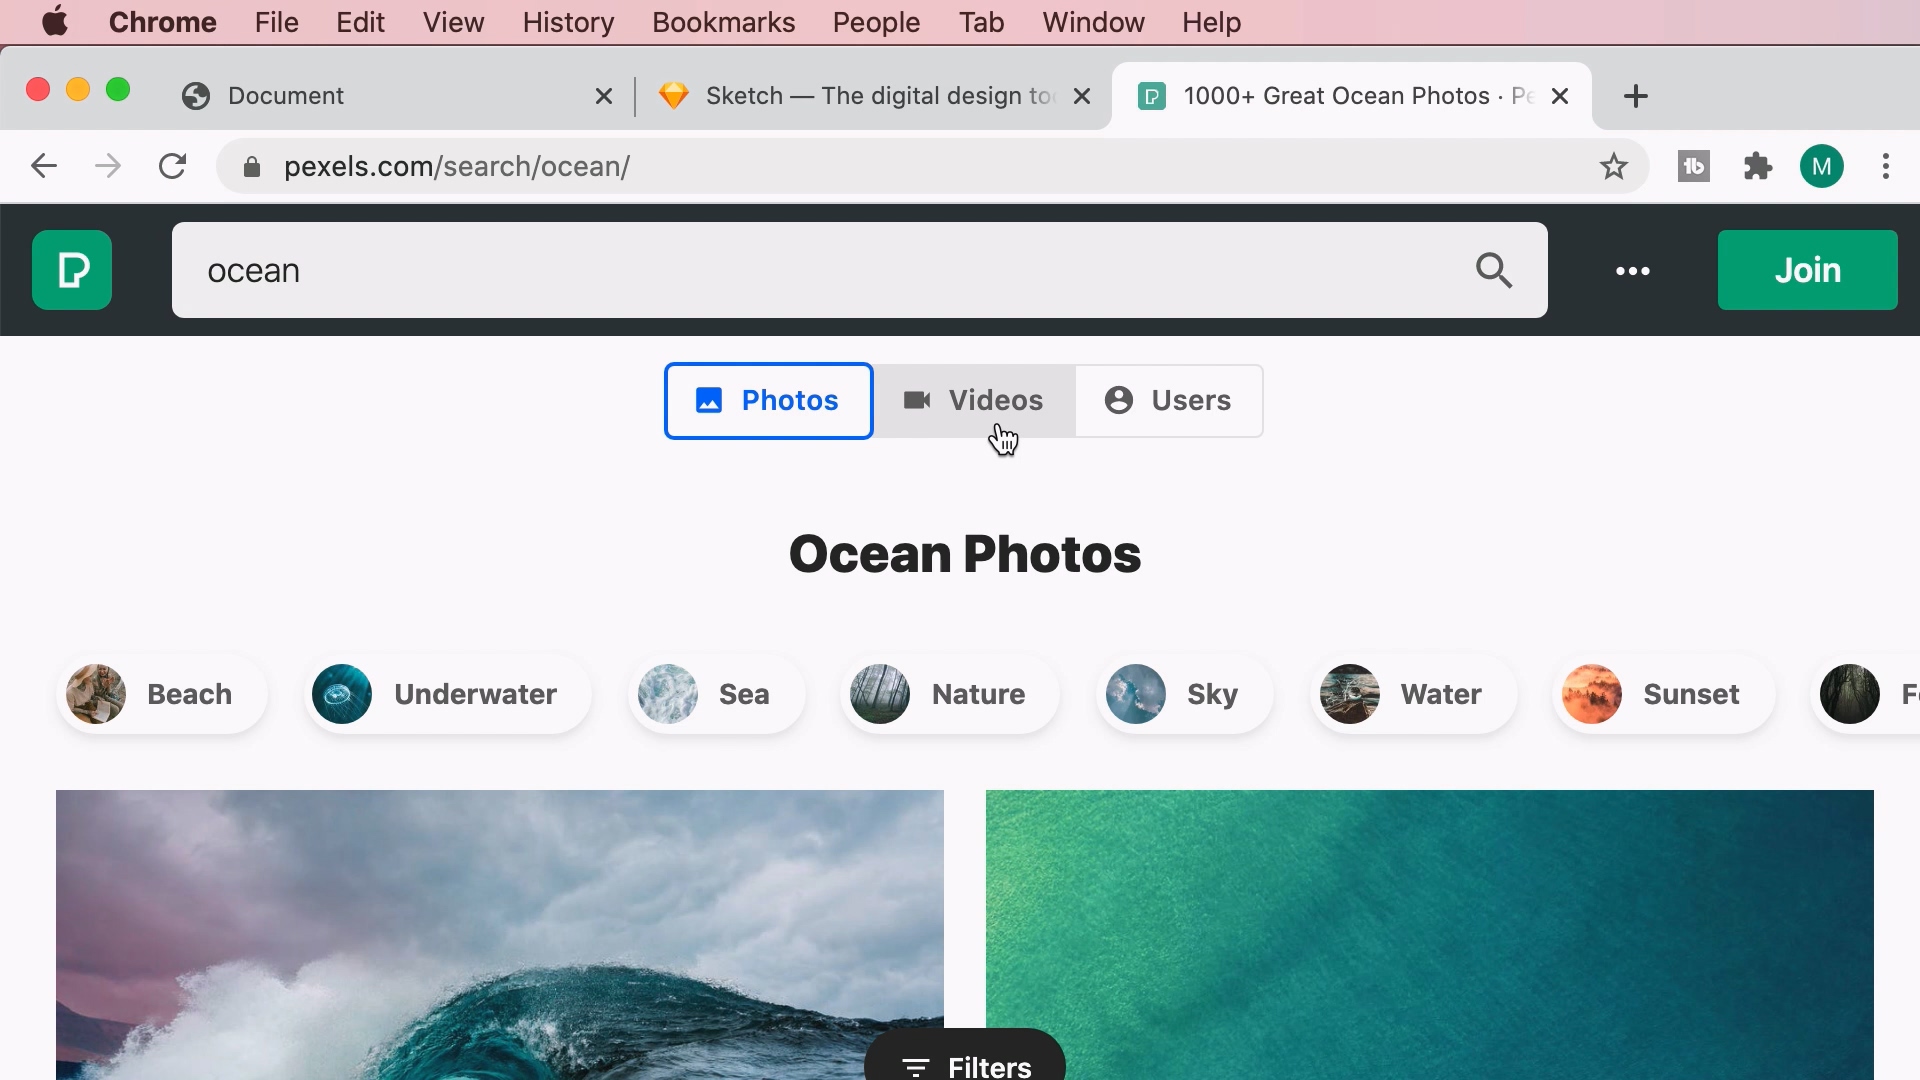 Chrome File Edit View History Bookmarks People Tab Window Help
Document Sketch — The digital design 1000+ Great Ocean Photos ·
pexels.com/search/ocean/ M
ocean Join
Photos Videos Users
Ocean Photos
Beach Underwater Sea Nature Sky Water Sunset
Filters